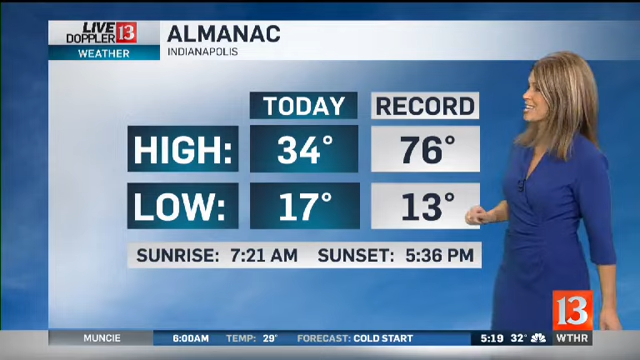 LIVE
DOPPLER 13
WEATHER
ALMANAC
INDIANAPOLIS
TODAY RECORD
HIGH: 34° 76°
LOW: 17° 13°
SUNRISE: 7:21 AM SUNSET: 5:36 PM
13
MUNCIE 6:00AM TEMP: 29° FORECAST: COLD START 5:19 32° WTHR